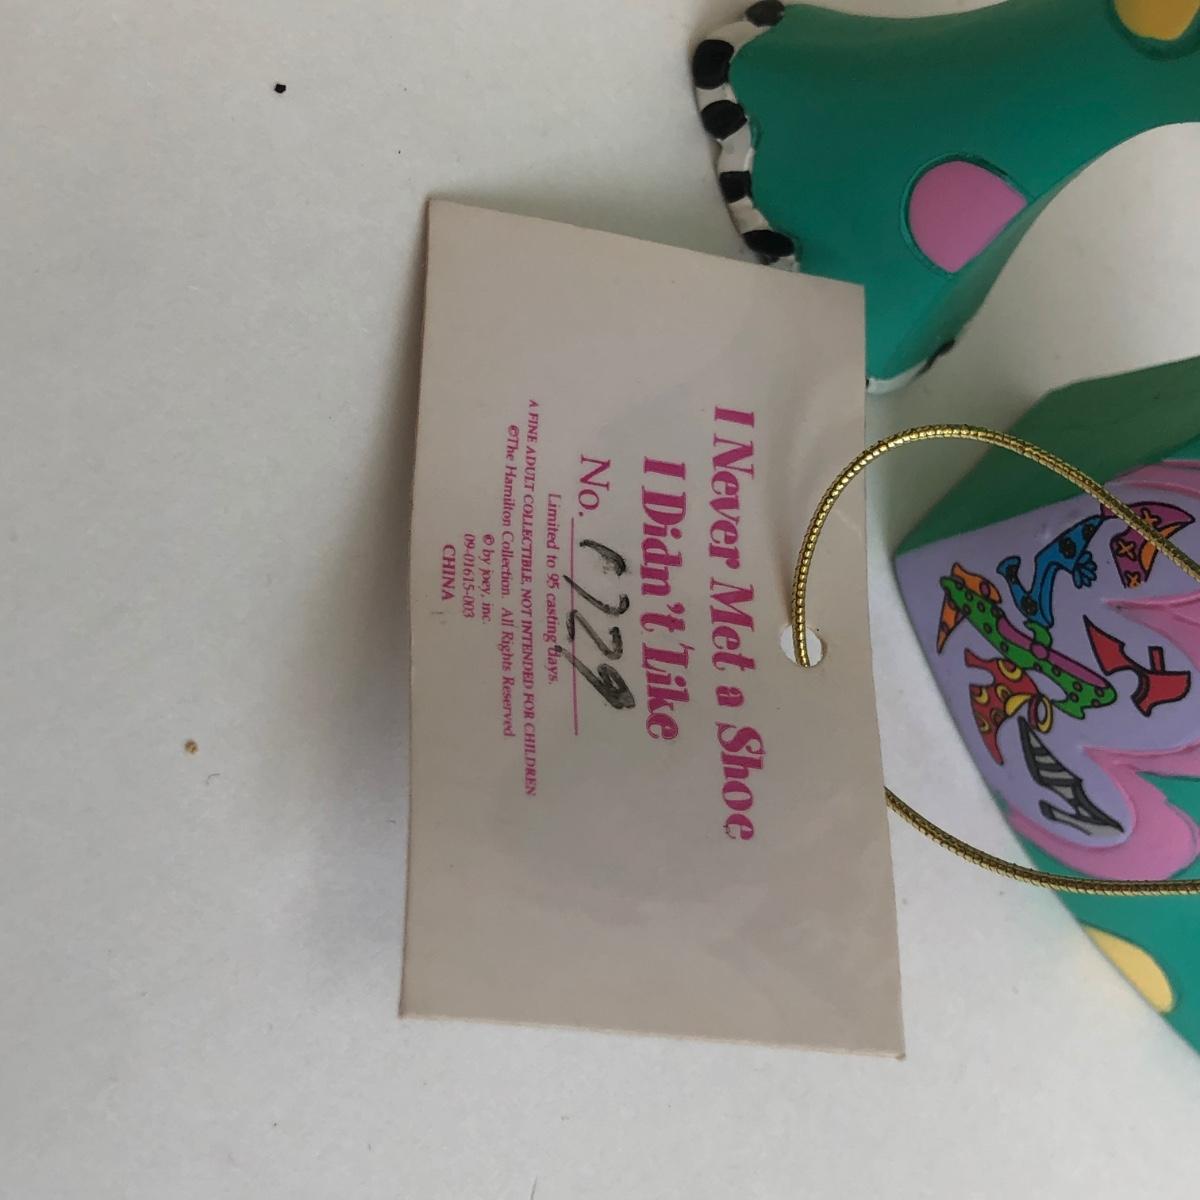 I Never Met a Shoe
I Didn't Like
No.
Limited to 95 casting days.
A FINE ADULT COLLECTIBLE, NOT INTENDED FOR CHILDREN
©The Hamilton Collection. All Rights Reserved
© by joey, inc.
09-01615-003
CHINA